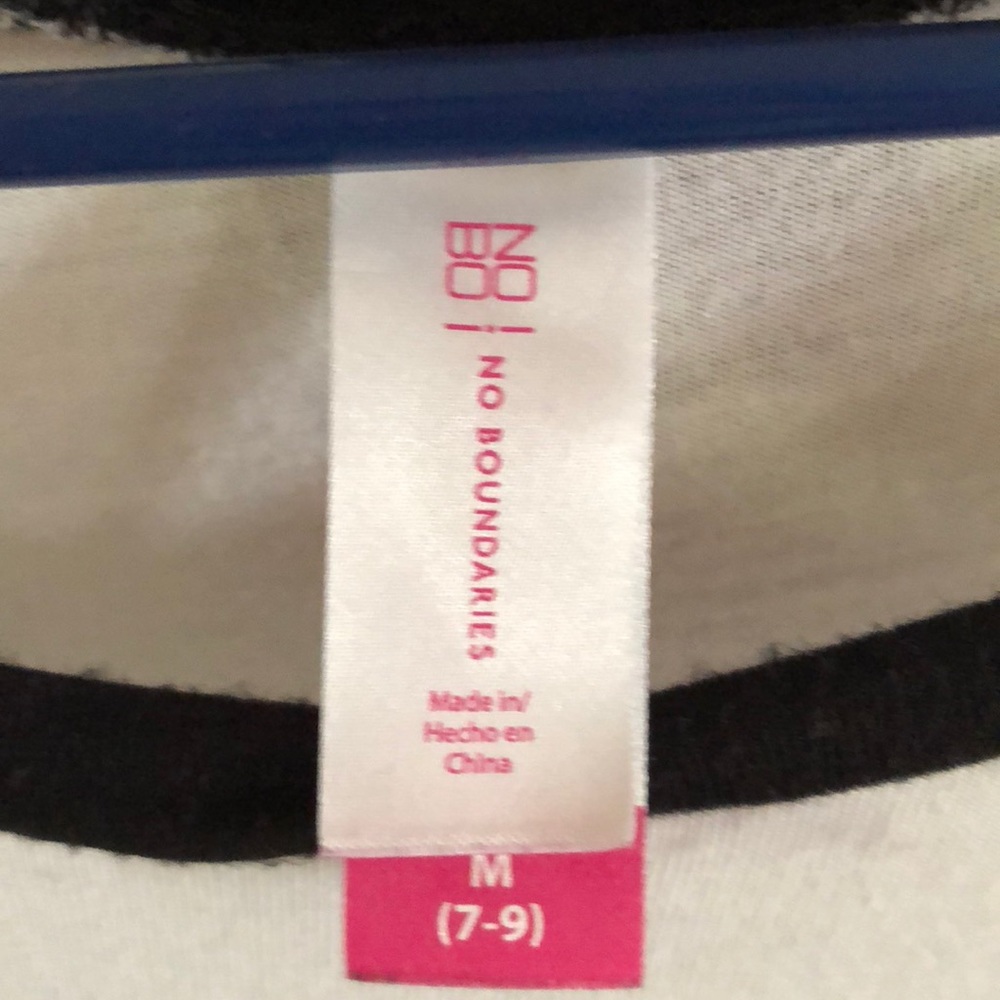 NO
BO
NO BOUNDARIES
Made in/
Hecho en
China
M
(7-9)